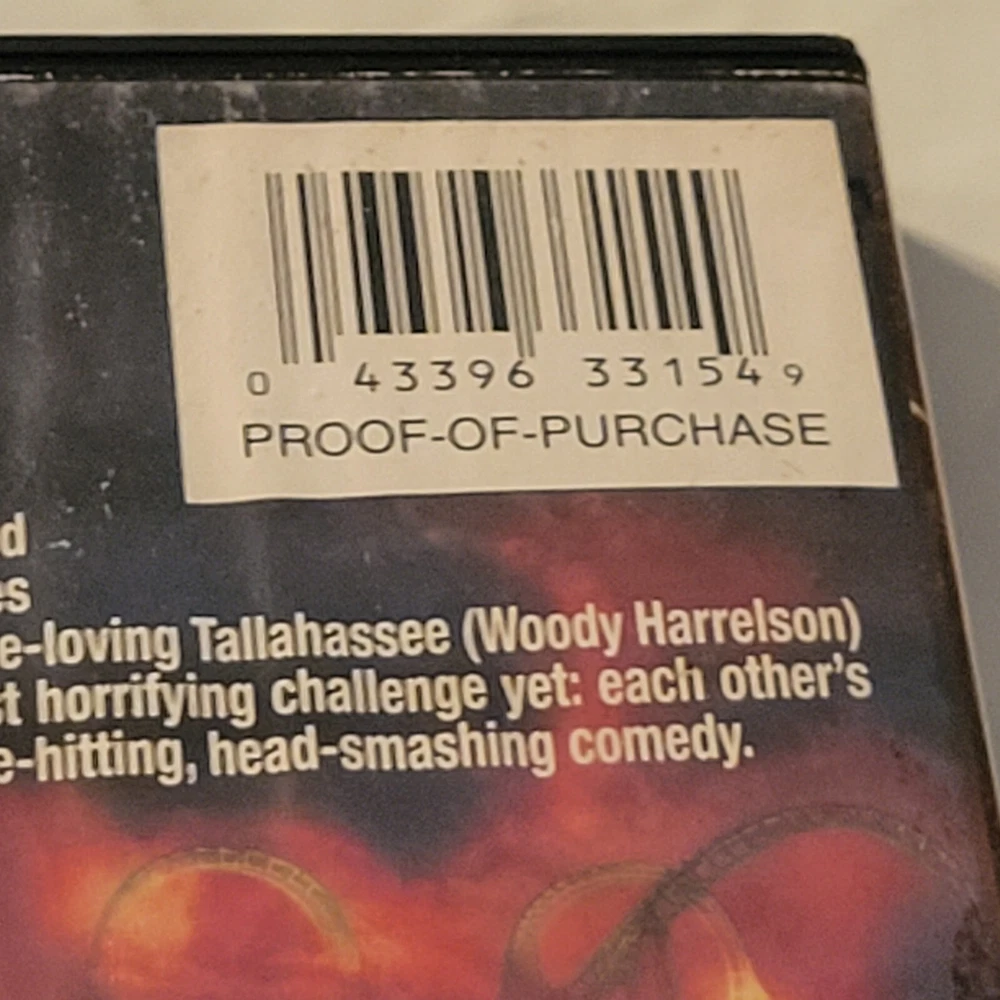 0 43396 33154 9
PROOF-OF-PURCHASE
d
es
e-loving Tallahassee (Woody Harrelson)
st horrifying challenge yet: each other's
e-hitting, head-smashing comedy.